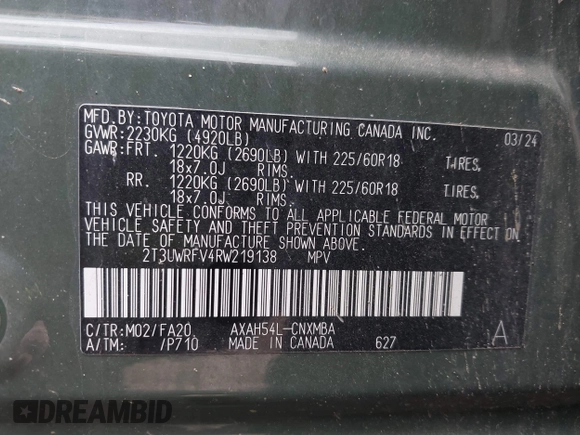 MFD.BY:TOYOTA MOTOR MANUFACTURING CANADA INC.
GVWR:2230KG (4920LB) 03/24
GAWR:FRT. 1220KG (2690LB) WITH 225/60R18 TIRES,
18x7.0J RIMS.
RR. 1220KG (2690LB) WITH 225/60R18 TIRES,
18x7.0J RIMS.
THIS VEHICLE CONFORMS TO ALL APPLICABLE FEDERAL MOTOR
VEHICLE SAFETY AND THEFT PREVENTION STANDARDS IN EFFECT ON
THE DATE OF MANUFACTURE SHOWN ABOVE.
2T3UWRFV4RW219138 MPV
C/TR:M02/FA20 AXAH54L-CNXMBA A
A/TM: /P710 MADE IN CANADA 627
DREAMBID